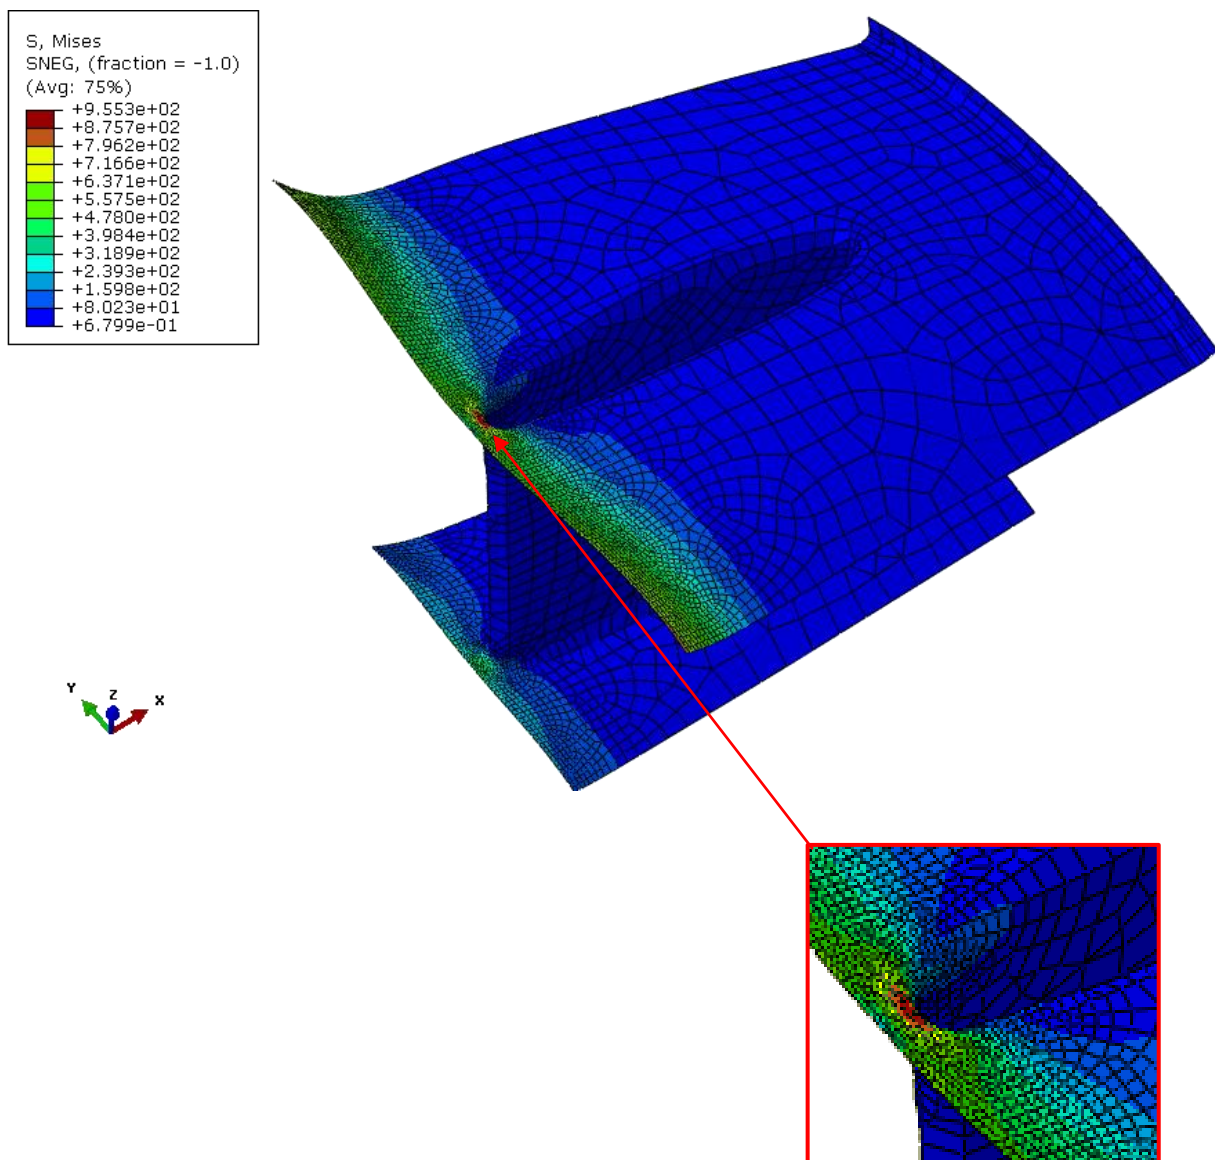 S, Mises
SNEG, (fraction = -1.0)
(Avg: 75%)
+9.553e+02
+8.757e+02
+7.962e+02
+7.166e+02
+6.371e+02
+5.575e+02
+4.780e+02
+3.984e+02
+3.189e+02
+2.393e+02
+1.598e+02
+8.023e+01
+6.799e-01
Y
Z
X